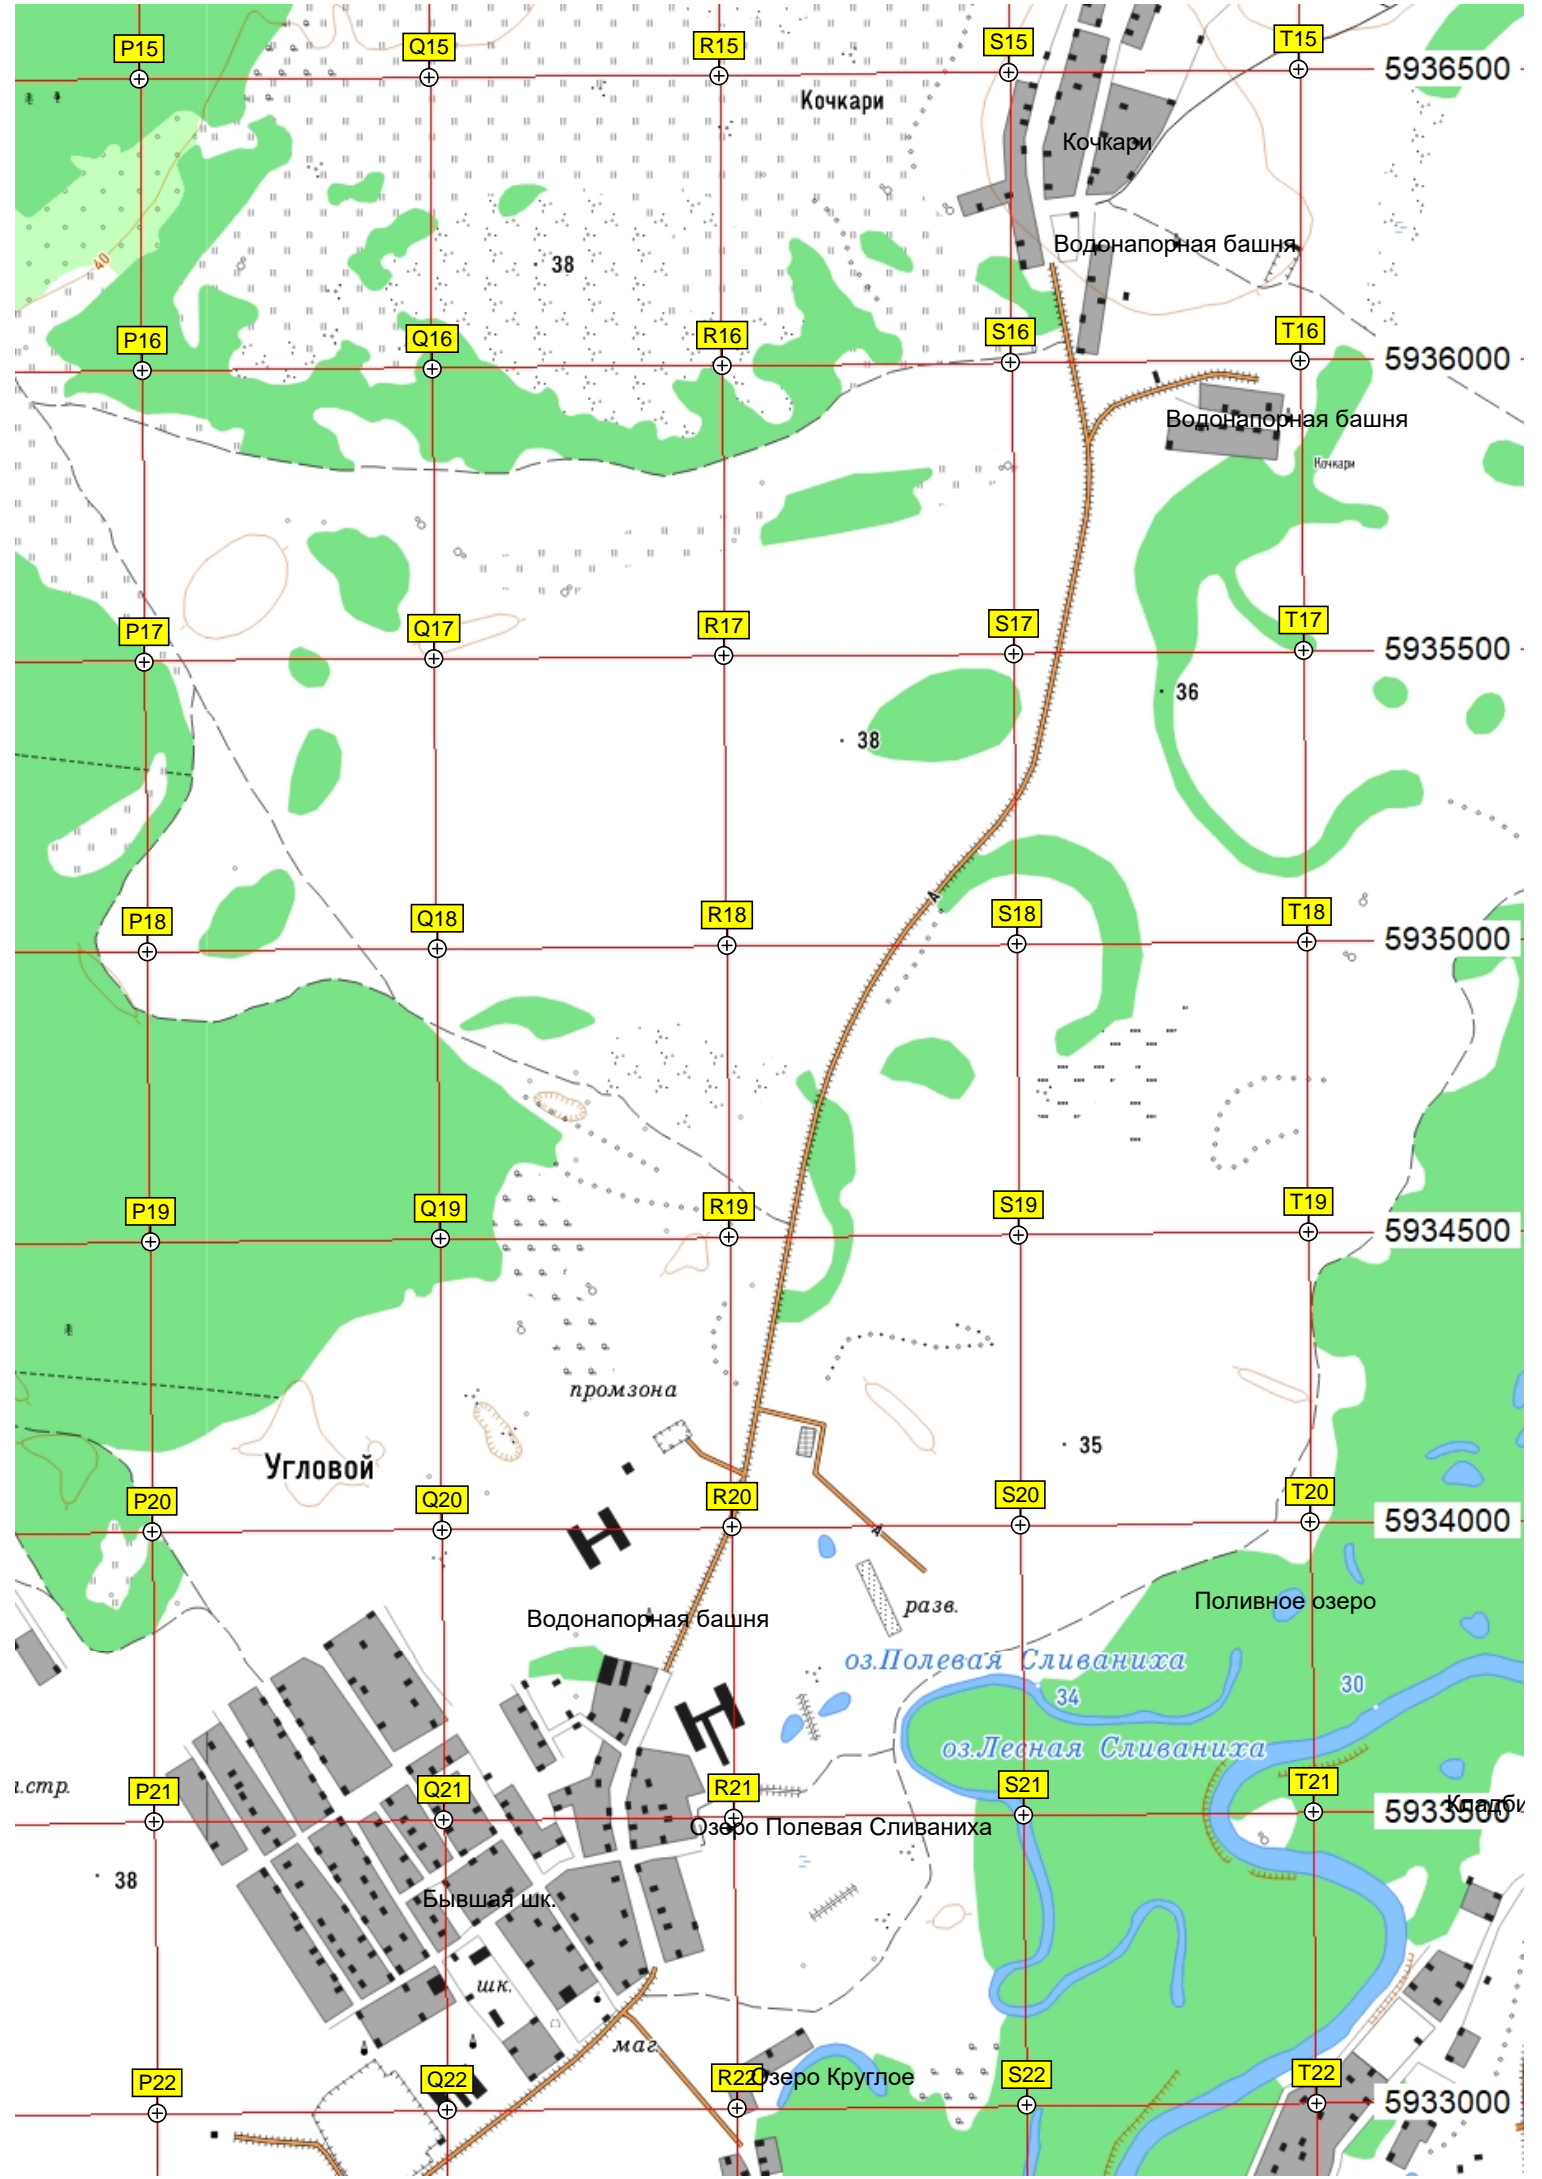 P15 Q15 R15 S15 T15 5936500
Кочкари
Кочкари
Водонапорная башня
40
38
P16 Q16 R16 S16 T16 5936000
Водонапорная башня
Кочкари
P17 Q17 R17 S17 T17 5935500
36
38
А
P18 Q18 R18 S18 T18 5935000
P19 Q19 R19 S19 T19 5934500
промзона
35
Угловой
P20 Q20 R20 S20 T20 5934000
А
Поливное озеро
разв.
Водонапорная башня
оз.Полевая Сливаниха
34
30
оз.Лесная Сливаниха
.стр.
P21 Q21 R21 S21 T21 5933500
Кладби
Озеро Полевая Сливаниха
38
Бывшая шк.
шк.
маг.
P22 Q22 R22 S22 T22 5933000
Озеро Круглое